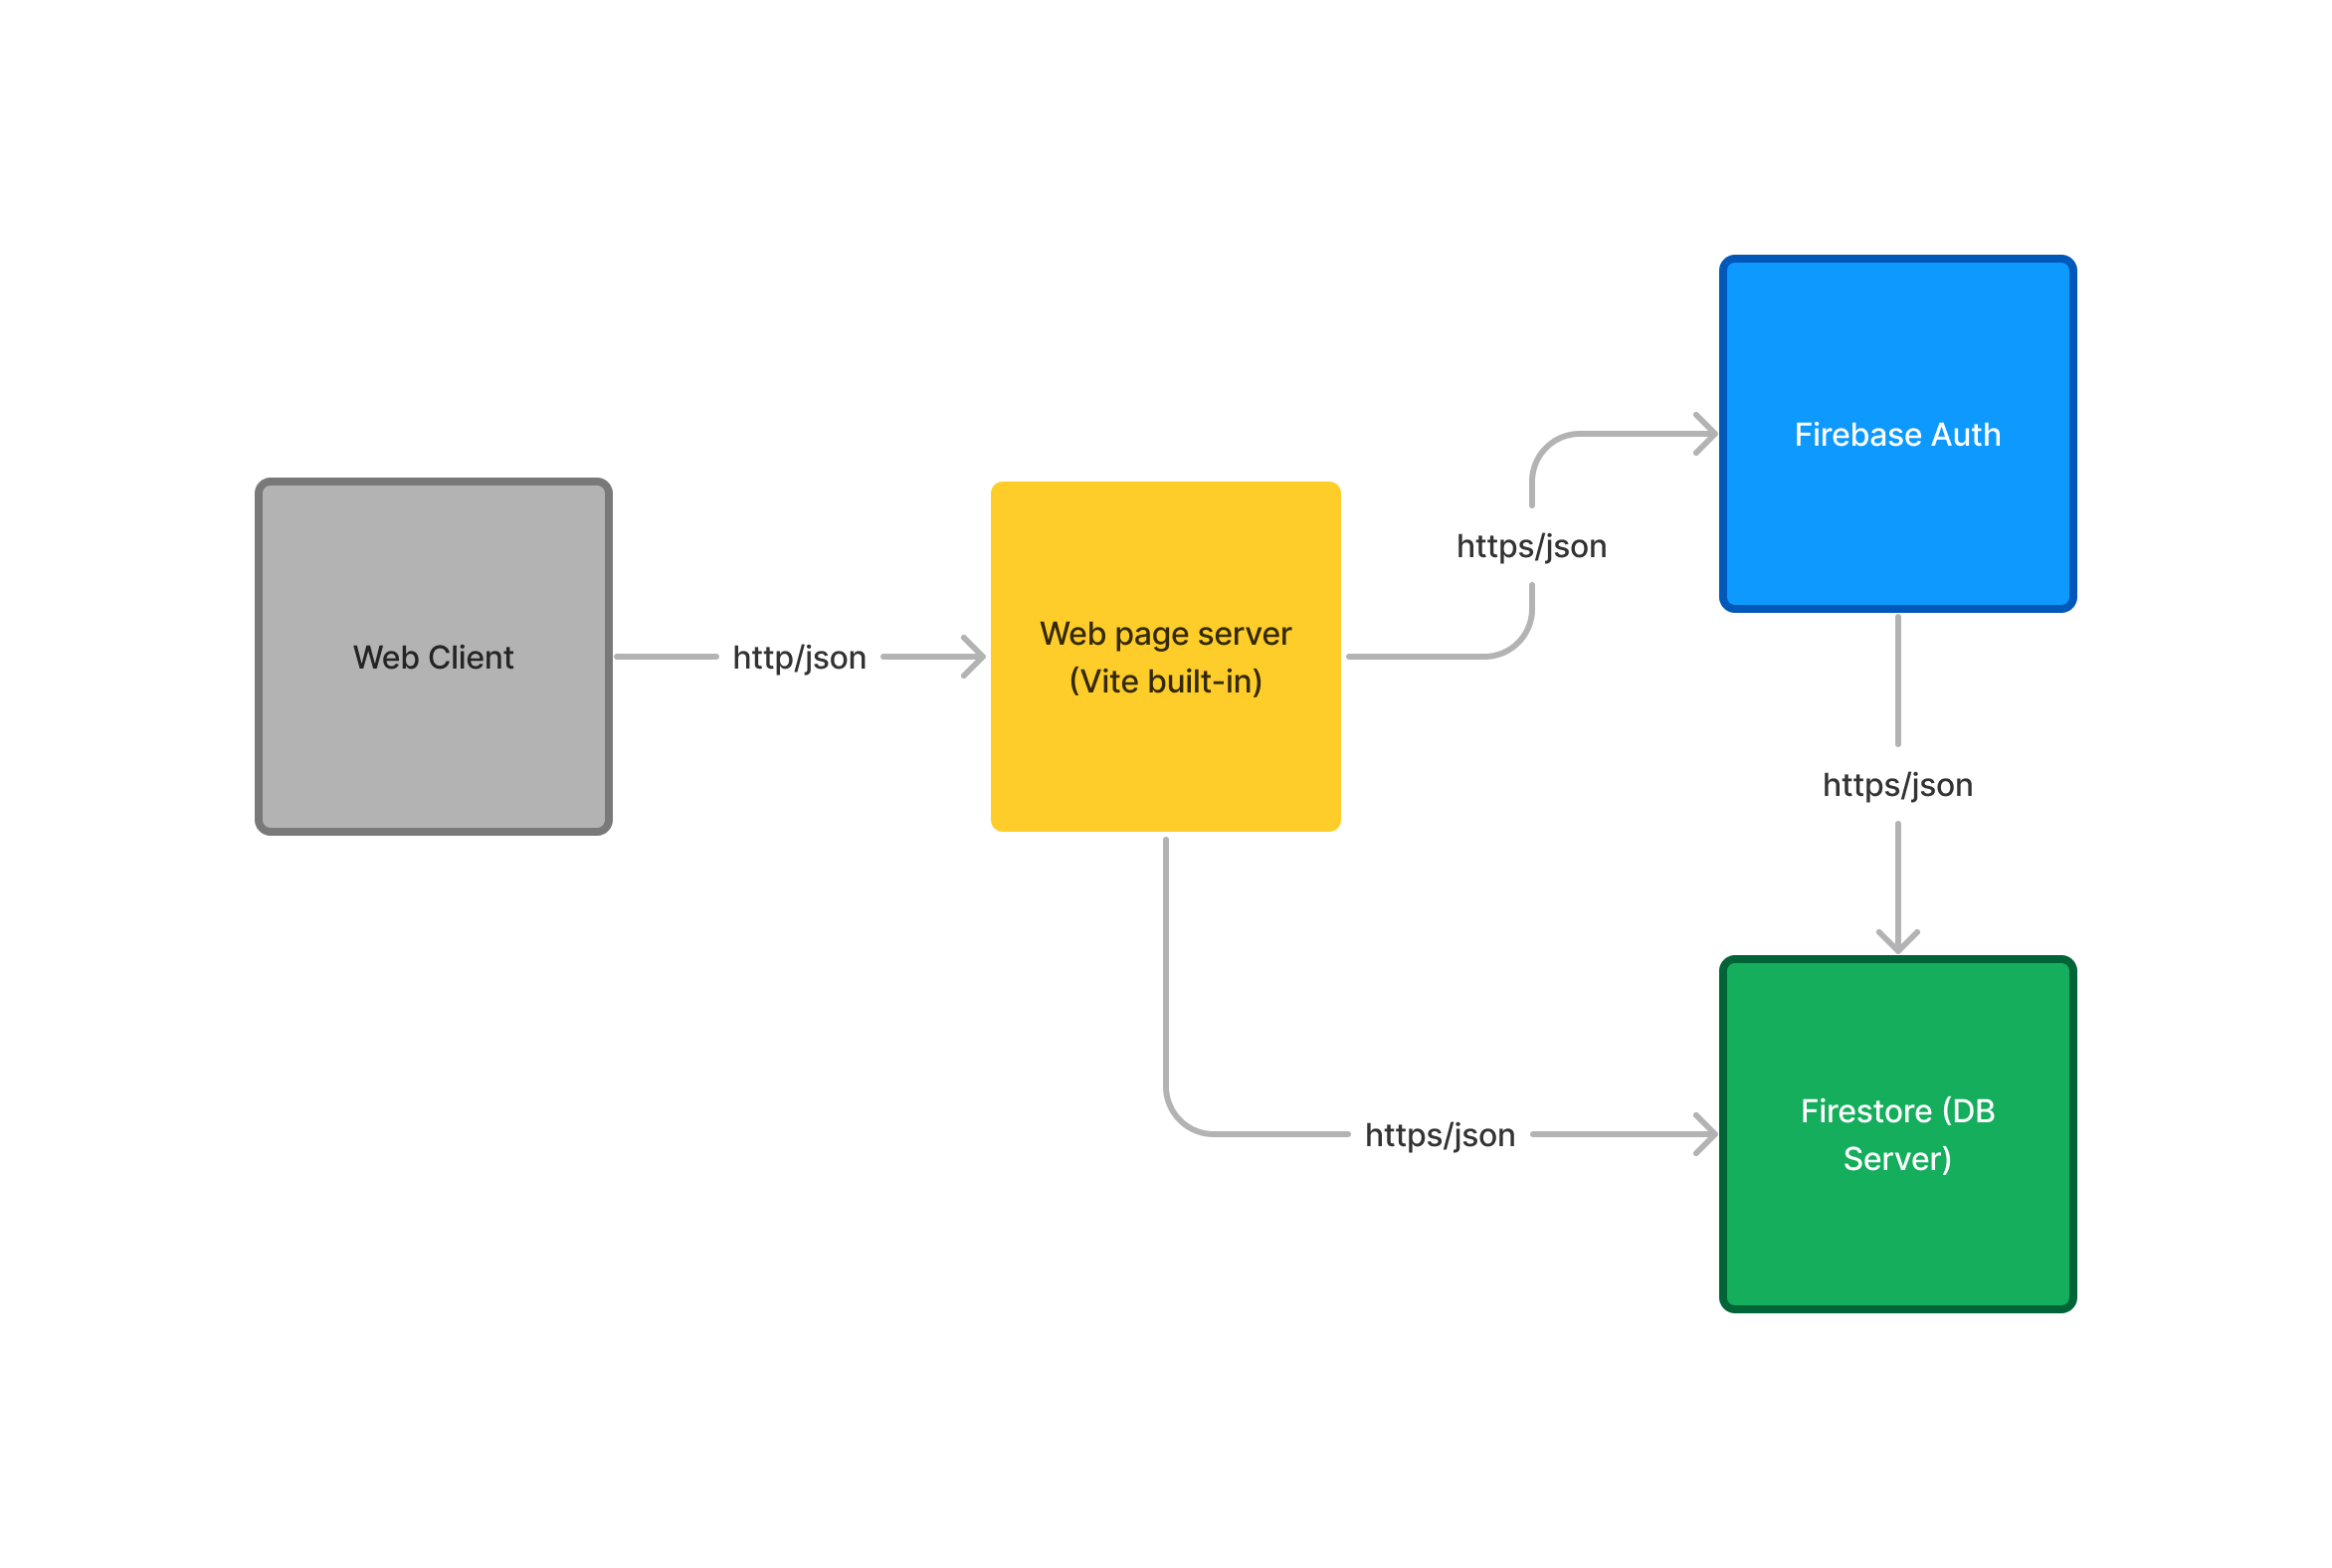 Firebase Auth
https/json
Web Client
http/json
Web page server
(Vite built-in)
https/json
https/json
Firestore (DB
Server)